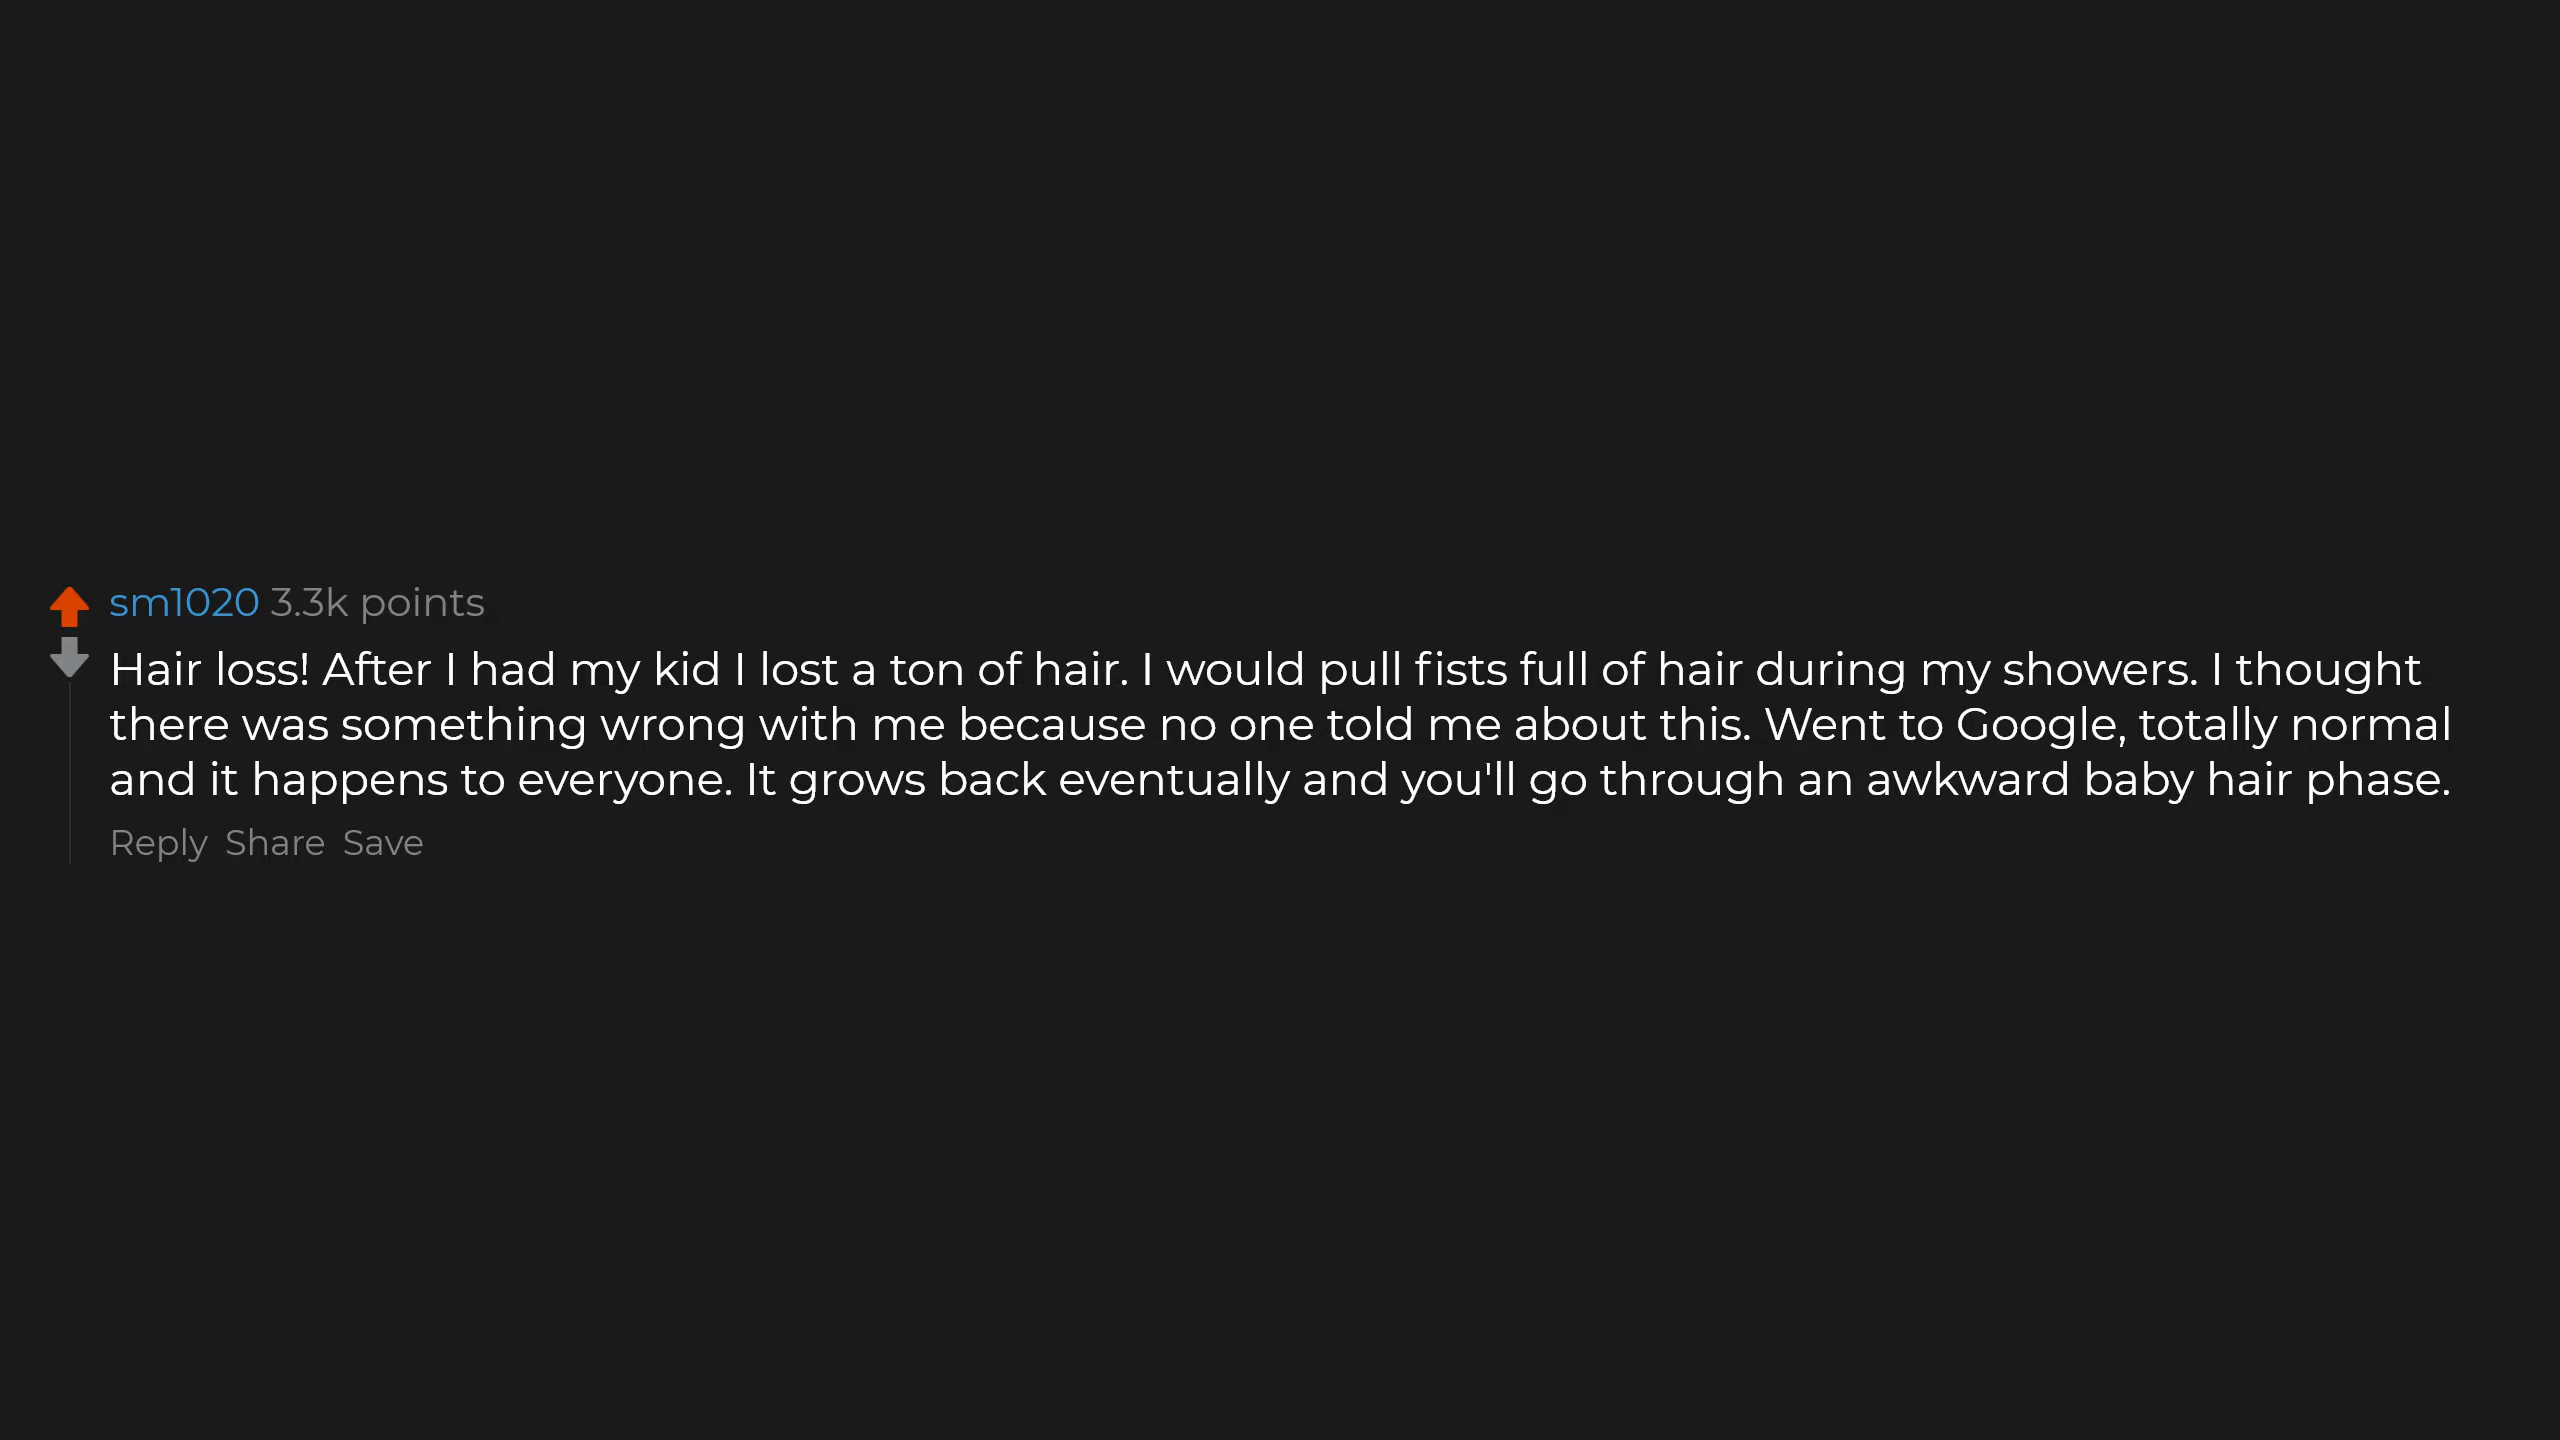 sm1020 3.3k points
Hair loss! After I had my kid I lost a ton of hair. I would pull fists full of hair during my showers. I thought
there was something wrong with me because no one told me about this. Went to Google, totally normal
and it happens to everyone. It grows back eventually and you'll go through an awkward baby hair phase.
Reply Share Save